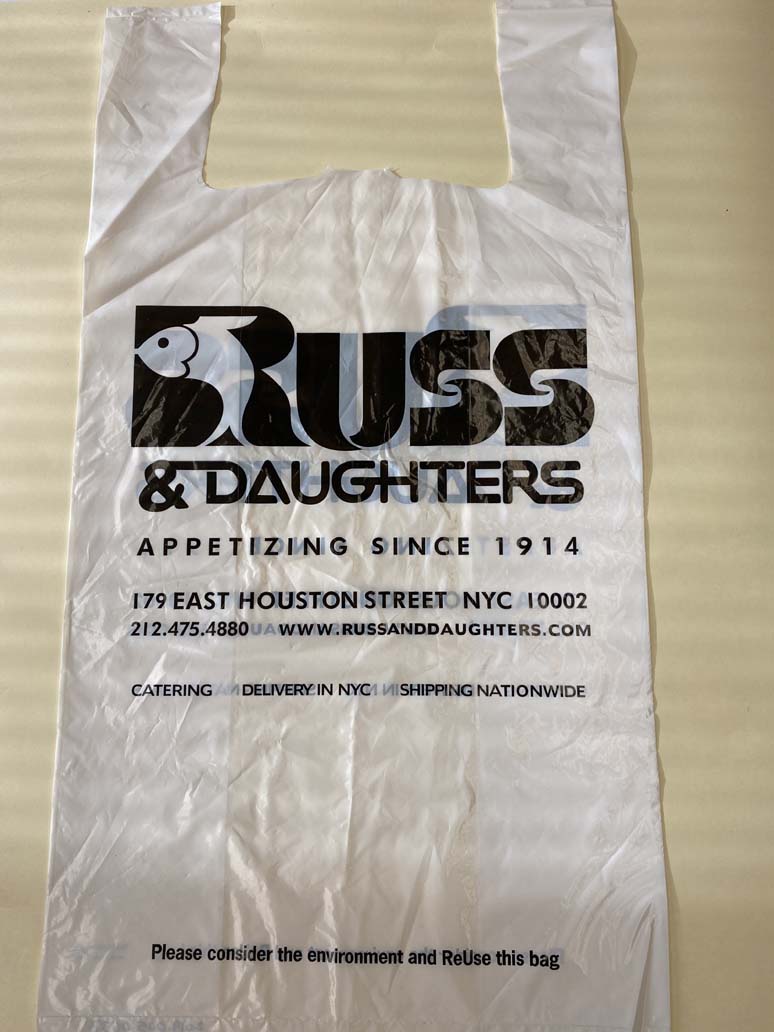 RUSS
& DAUGHTERS
APPETIZING SINCE 1914
179 EAST HOUSTON STREET NYC 10002
212.475.4880 WWW.RUSSANDDAUGHTERS.COM
CATERING DELIVERY IN NYC SHIPPING NATIONWIDE
Please consider the environment and ReUse this bag